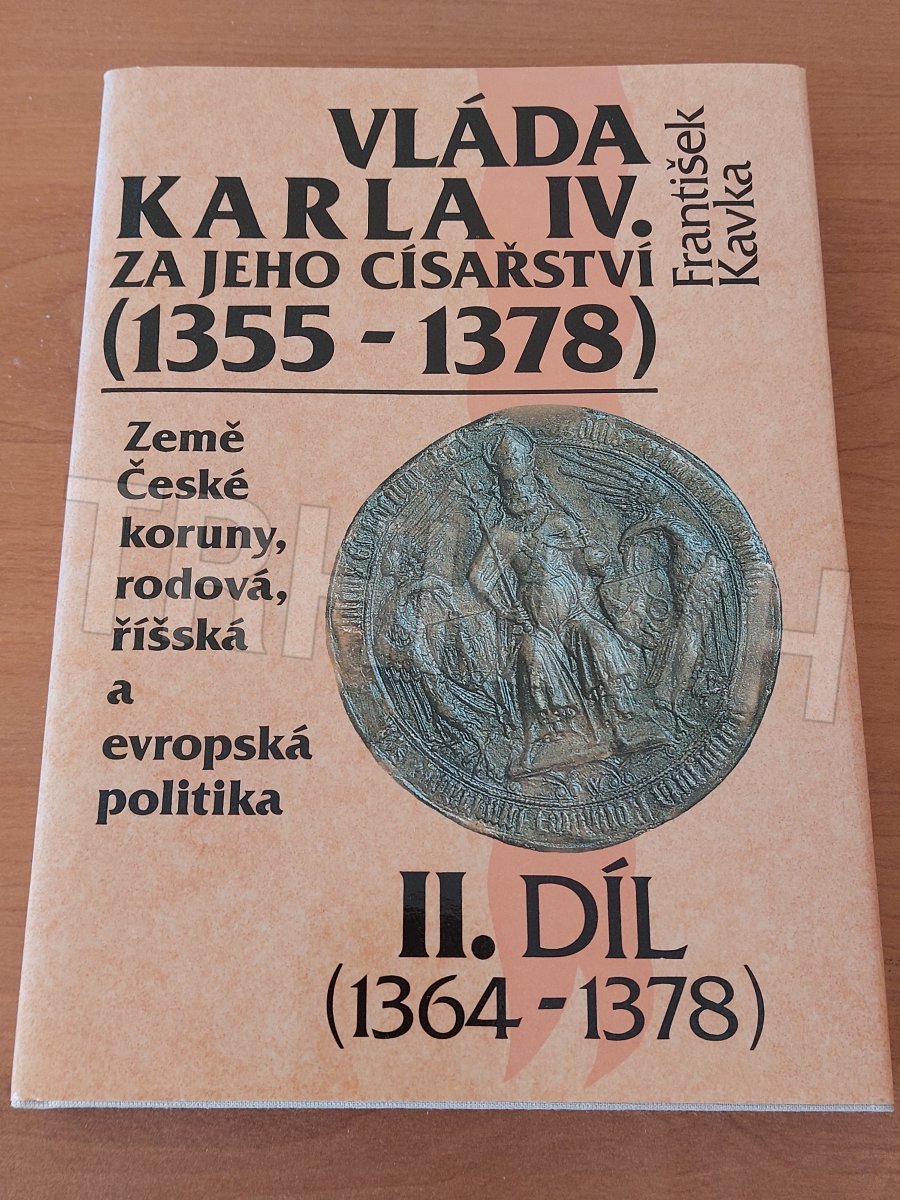 VLÁDA
KARLA IV.
ZA JEHO CÍSAŘSTVÍ
(1355 - 1378)
František
Kavka
Země
České
koruny,
rodová,
říšská
a
evropská
politika
II. DÍL
(1364 - 1378)